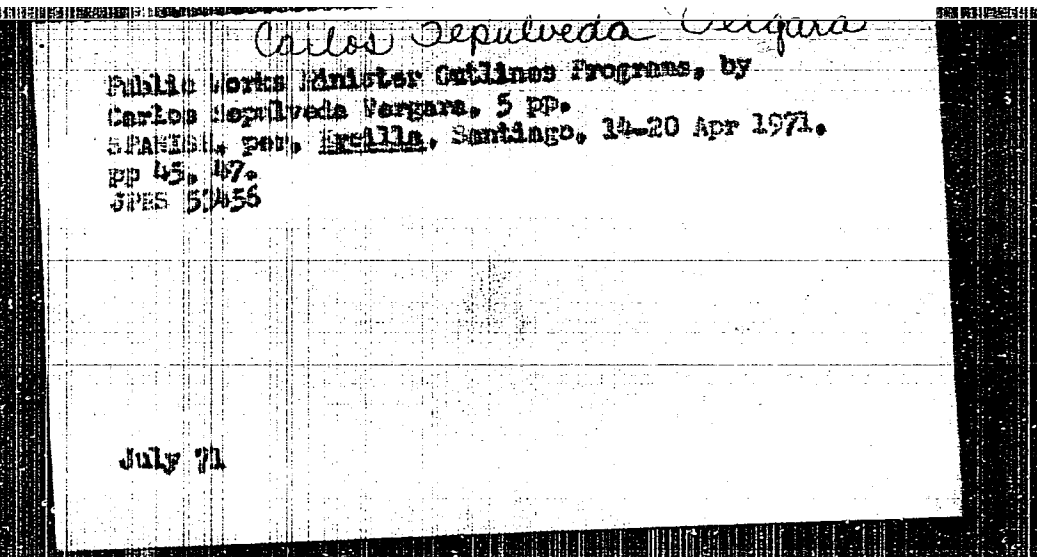 Carlos Sepulveda Vergara
Public Works Minister Outlines Programs, by
Carlos Sepulveda Vergara, 5 pp.
SPANISH, per, Ercilla, Santiago, 14-20 Apr 1971,
pp 45, 47.
JPRS
July 71